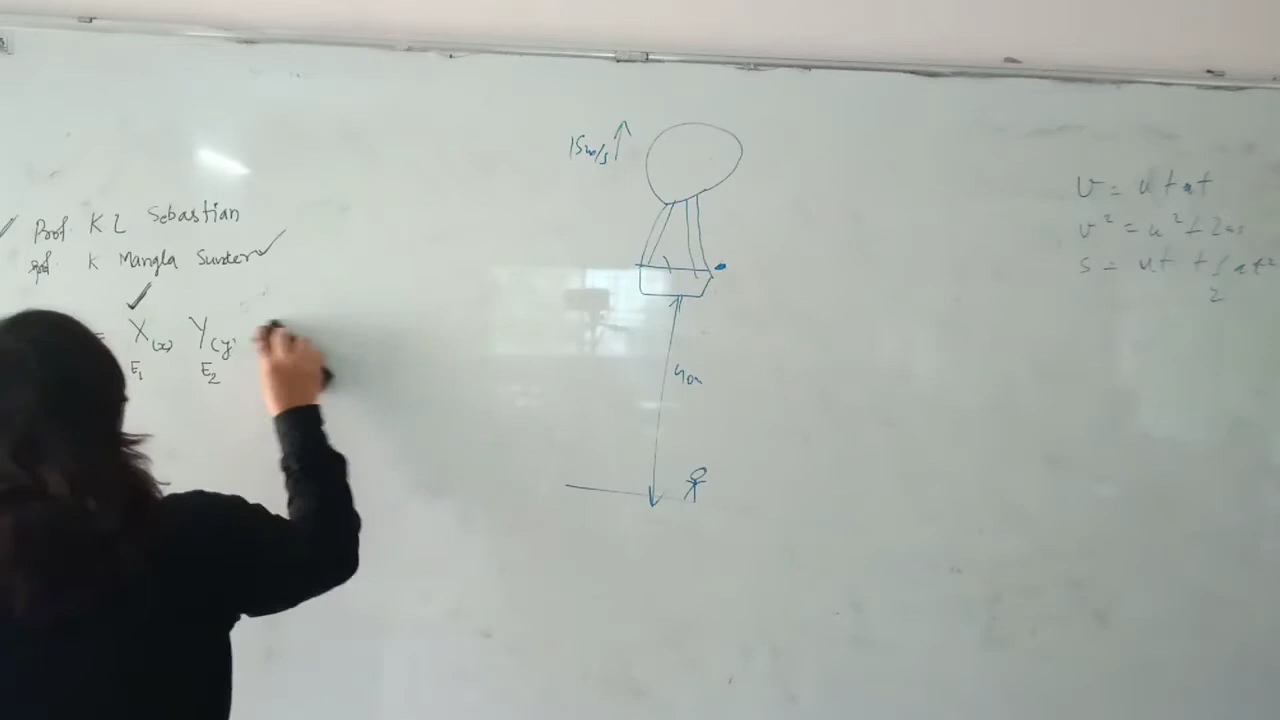 Prof. K L Sebastian
Prof. K Mangla Sunder
= X(x) Y(y)
E1 E2
15m/s
40m
v = u + at
v² = u² + 2as
s = ut + 1/2 at²